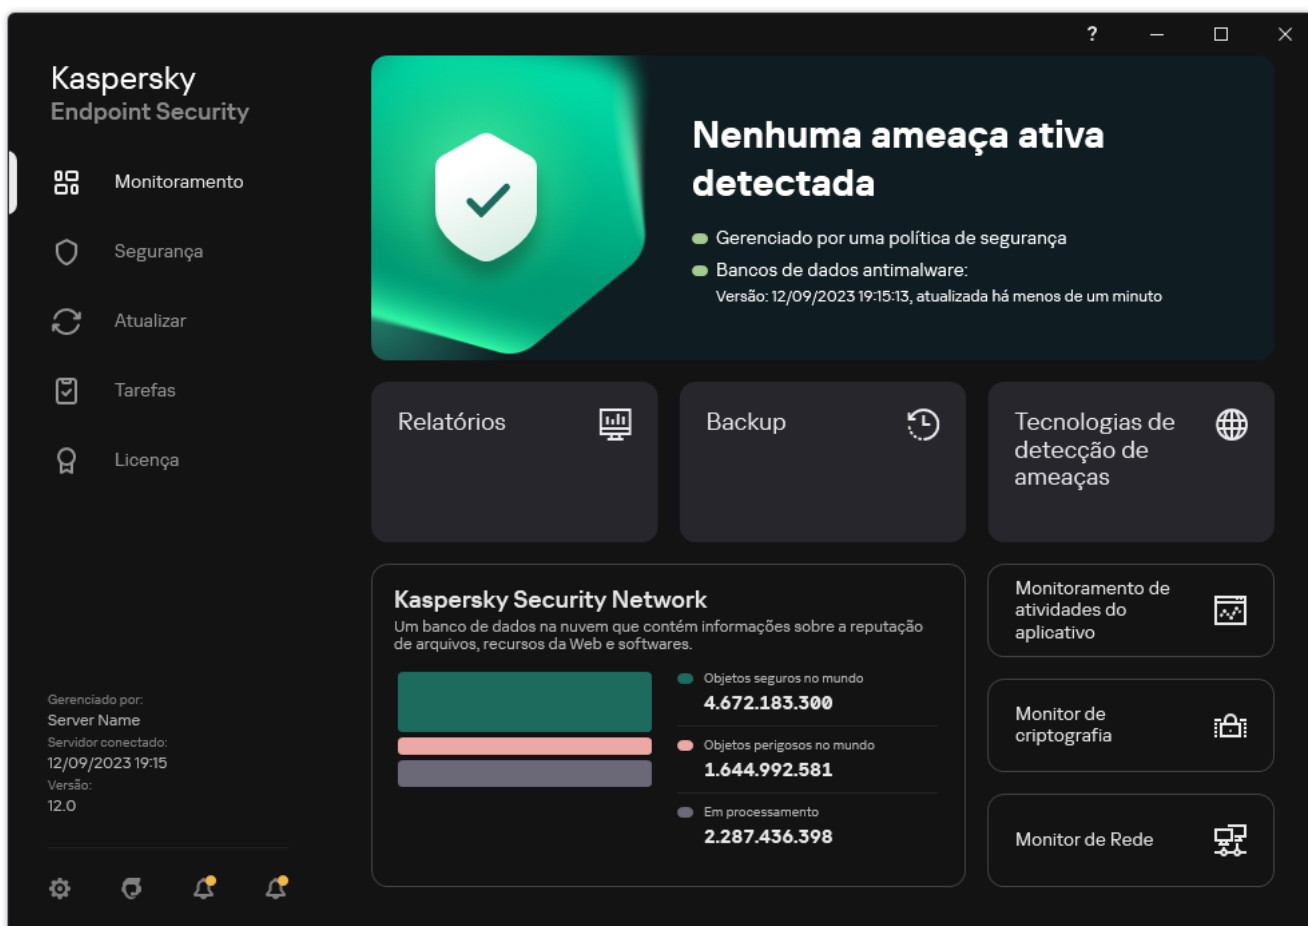 ?
Kaspersky
Endpoint Security
Monitoramento
Segurança
Atualizar
Tarefas
Licença
Gerenciado por:
Server Name
Servidor conectado:
12/09/2023 19:15
Versão:
12.0
Nenhuma ameaça ativa
detectada
Gerenciado por uma política de segurança
Bancos de dados antimalware:
Versão: 12/09/2023 19:15:13, atualizada há menos de um minuto
Relatórios
Backup
Tecnologias de
detecção de
ameaças
Kaspersky Security Network
Um banco de dados na nuvem que contém informações sobre a reputação
de arquivos, recursos da Web e softwares.
Objetos seguros no mundo
4.672.183.300
Objetos perigosos no mundo
1.644.992.581
Em processamento
2.287.436.398
Monitoramento de
atividades do
aplicativo
Monitor de
criptografia
Monitor de Rede